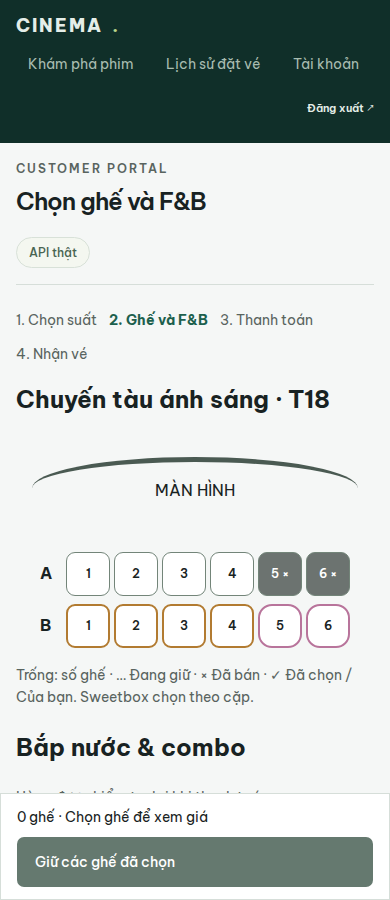 CINEMA .
Khám phá phim Lịch sử đặt vé Tài khoản
Đăng xuất ↗
CUSTOMER PORTAL
Chọn ghế và F&B
API thật
1. Chọn suất 2. Ghế và F&B 3. Thanh toán
4. Nhận vé
Chuyến tàu ánh sáng · T18
MÀN HÌNH
A 1 2 3 4 5 × 6 ×
B 1 2 3 4 5 6
Trống: số ghế · … Đang giữ · × Đã bán · ✓ Đã chọn /
Của bạn. Sweetbox chọn theo cặp.
Bắp nước & combo
0 ghế · Chọn ghế để xem giá
Giữ các ghế đã chọn